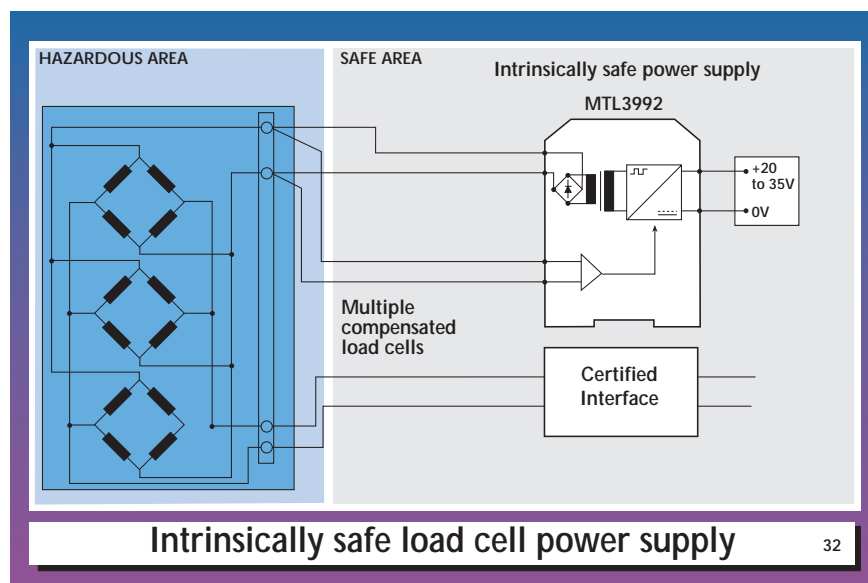 HAZARDOUS AREA
SAFE AREA
Intrinsically safe power supply
MTL3992
+20
to 35V
0V
Multiple
compensated
load cells
Certified
Interface
Intrinsically safe load cell power supply
32